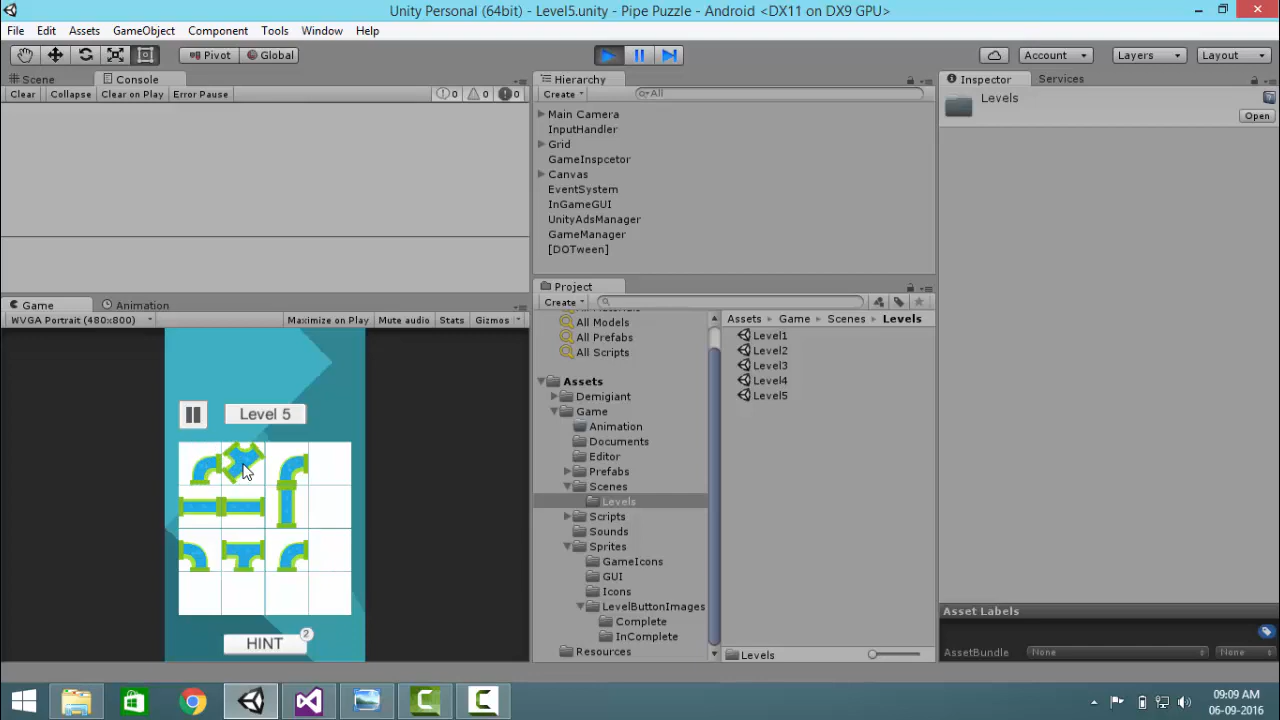 Unity Personal (64bit) - Level5.unity - Pipe Puzzle - Android <DX11 on DX9 GPU>
File Edit Assets GameObject Component Tools Window Help
Pivot Global Account Layers Layout
Scene Console
Clear Collapse Clear on Play Error Pause 0 0 0
Hierarchy
Create All
Main Camera
InputHandler
Grid
GameInspcetor
Canvas
EventSystem
InGameGUI
UnityAdsManager
GameManager
[DOTween]
Inspector Services
Levels
Open
Game Animation
WVGA Portrait (480x800) Maximize on Play Mute audio Stats Gizmos
Level 5
HINT 2
Project
Create
All Models
All Prefabs
All Scripts
Assets
Demigiant
Game
Animation
Documents
Editor
Prefabs
Scenes
Levels
Scripts
Sounds
Sprites
GameIcons
GUI
Icons
LevelButtonImages
Complete
InComplete
Resources
Assets Game Scenes Levels
Level1
Level2
Level3
Level4
Level5
Levels
Asset Labels
AssetBundle None None
09:09 AM
06-09-2016